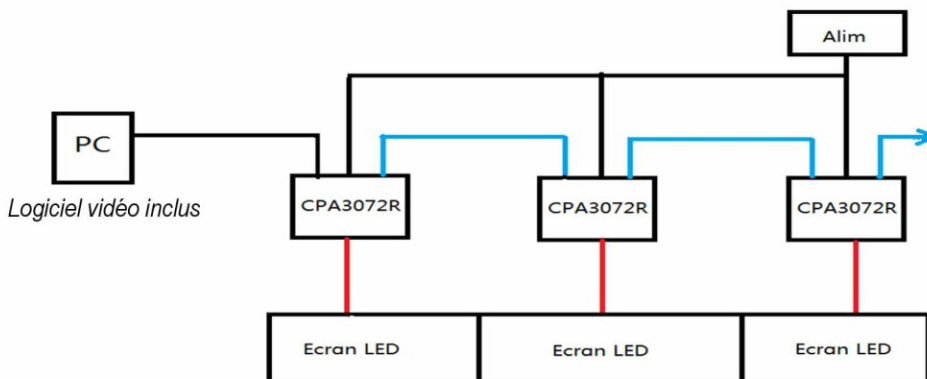 Alim
PC
Logiciel vidéo inclus
CPA3072R
CPA3072R
CPA3072R
Ecran LED
Ecran LED
Ecran LED